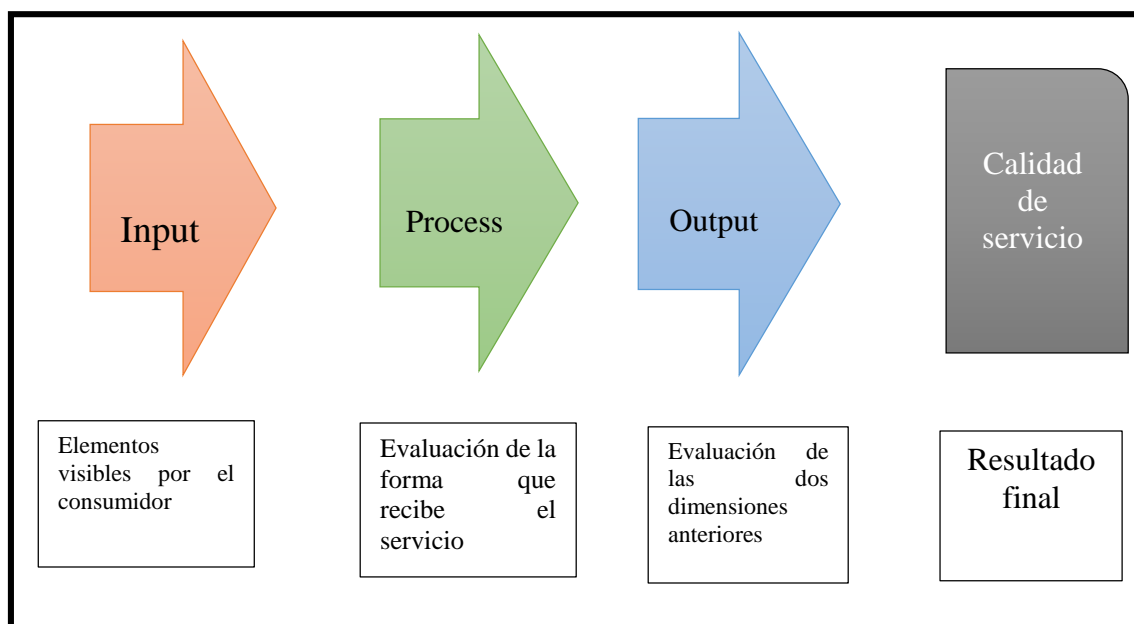 Input
Process
Output
Calidad
de
servicio
Elementos
visibles por el
consumidor
Evaluación de la
forma que
recibe el
servicio
Evaluación de
las dos
dimensiones
anteriores
Resultado
final